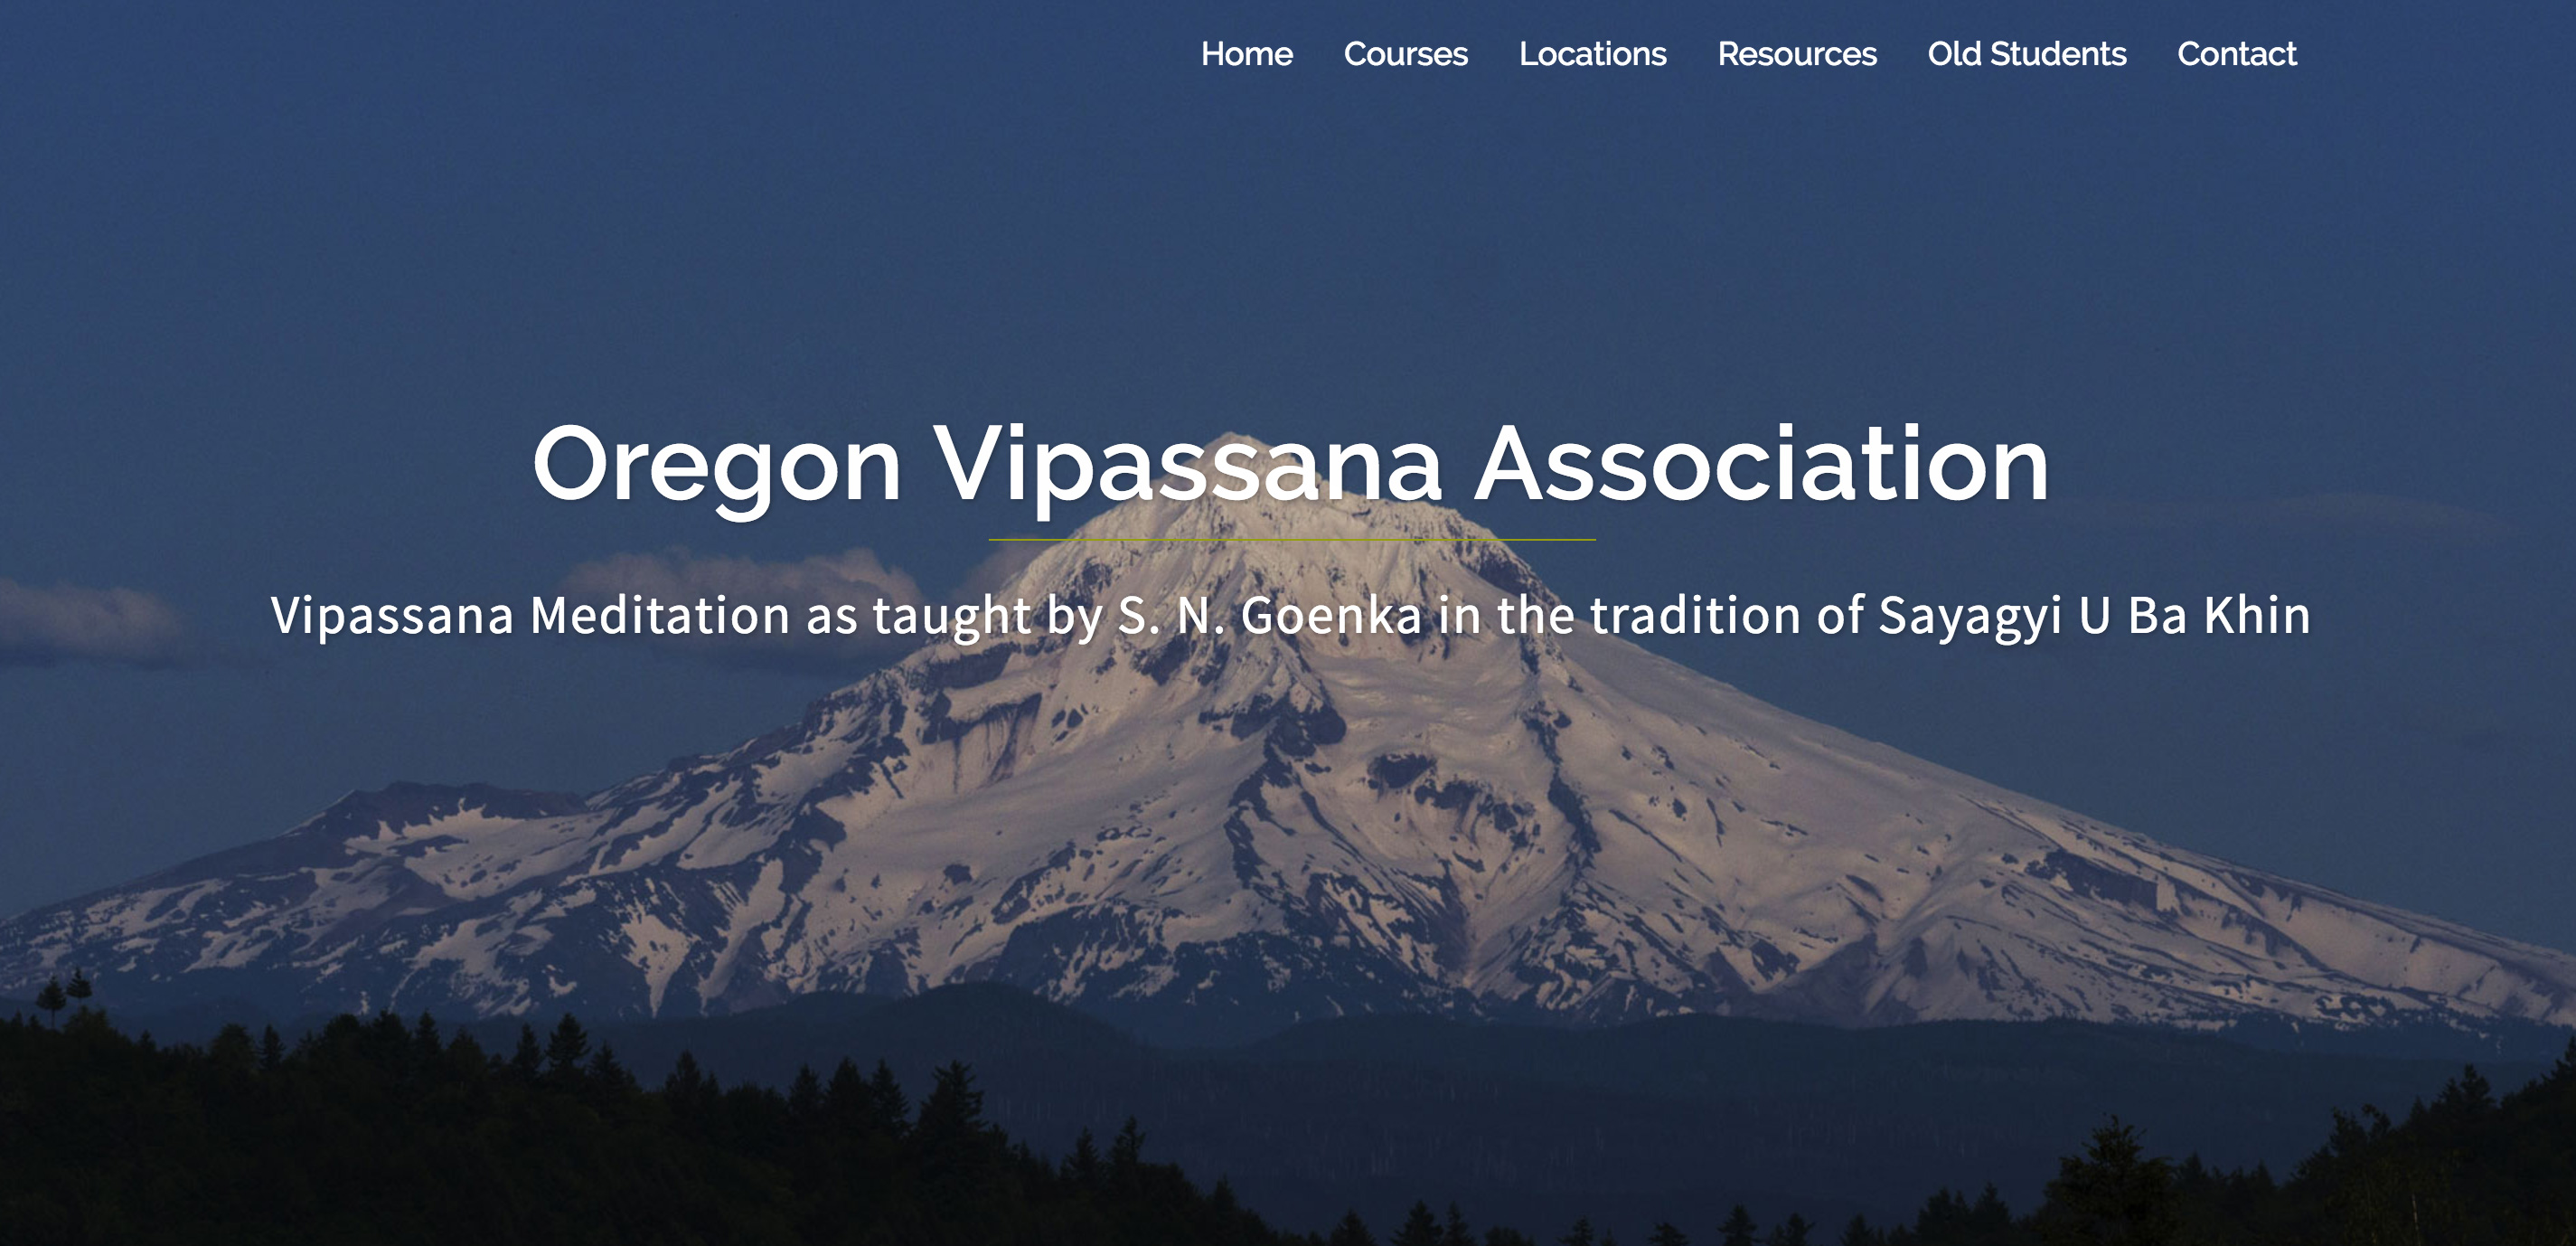 Home Courses Locations Resources Old Students Contact
Oregon Vipassana Association
Vipassana Meditation as taught by S. N. Goenka in the tradition of Sayagyi U Ba Khin